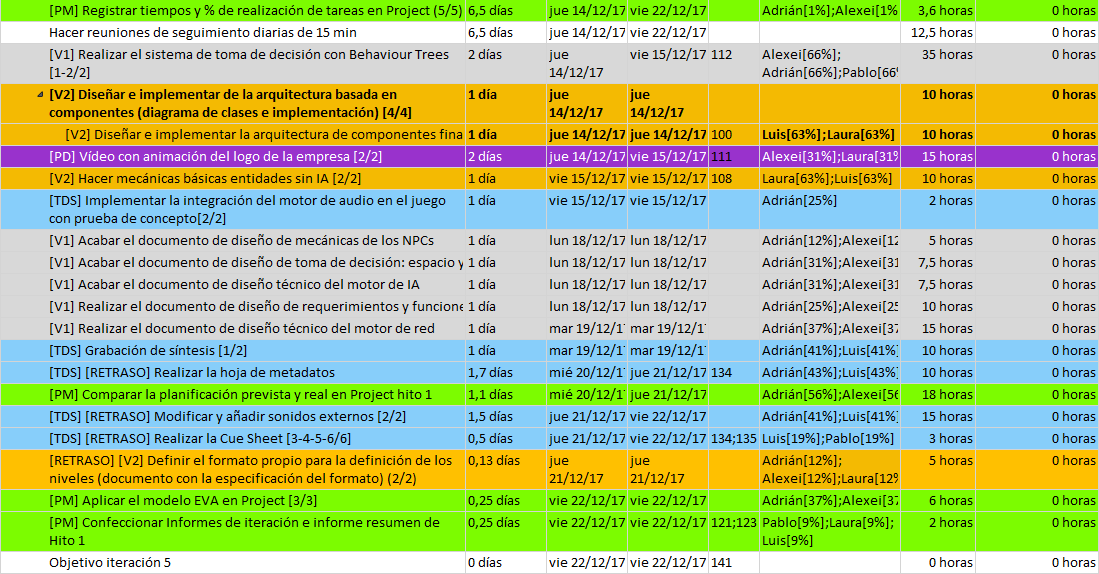 [PM] Registrar tiempos y % de realización de tareas en Project (5/5) 6,5 días jue 14/12/17 vie 22/12/17 Adrián[1%];Alexei[1% 3,6 horas 0 horas
Hacer reuniones de seguimiento diarias de 15 min 6,5 días jue 14/12/17 vie 22/12/17 12,5 horas 0 horas
[V1] Realizar el sistema de toma de decisión con Behaviour Trees 2 días jue vie 15/12/17 112 Alexei[66%]; 35 horas 0 horas
[1-2/2] 14/12/17 Adrián[66%];Pablo[66%
[V2] Diseñar e implementar de la arquitectura basada en 1 día jue jue 10 horas 0 horas
componentes (diagrama de clases e implementación) [4/4] 14/12/17 14/12/17
[V2] Diseñar e implementar la arquitectura de componentes fina 1 día jue 14/12/17 jue 14/12/17 100 Luis[63%];Laura[63%] 10 horas 0 horas
[PD] Vídeo con animación del logo de la empresa [2/2] 2 días jue 14/12/17 vie 15/12/17 111 Alexei[31%];Laura[31% 15 horas 0 horas
[V2] Hacer mecánicas básicas entidades sin IA [2/2] 1 día vie 15/12/17 vie 15/12/17 108 Laura[63%];Luis[63%] 10 horas 0 horas
[TDS] Implementar la integración del motor de audio en el juego 1 día vie 15/12/17 vie 15/12/17 Adrián[25%] 2 horas 0 horas
con prueba de concepto[2/2]
[V1] Acabar el documento de diseño de mecánicas de los NPCs 1 día lun 18/12/17 lun 18/12/17 Adrián[12%];Alexei[12 5 horas 0 horas
[V1] Acabar el documento de diseño de toma de decisión: espacio y 1 día lun 18/12/17 lun 18/12/17 Adrián[31%];Alexei[31 7,5 horas 0 horas
[V1] Acabar el documento de diseño técnico del motor de IA 1 día lun 18/12/17 lun 18/12/17 Adrián[31%];Alexei[31 7,5 horas 0 horas
[V1] Realizar el documento de diseño de requerimientos y funcione 1 día lun 18/12/17 lun 18/12/17 Adrián[25%];Alexei[25 10 horas 0 horas
[V1] Realizar el documento de diseño técnico del motor de red 1 día mar 19/12/1 mar 19/12/1 Adrián[37%];Alexei[37 15 horas 0 horas
[TDS] Grabación de síntesis [1/2] 1 día mar 19/12/1 mar 19/12/1 Adrián[41%];Luis[41% 10 horas 0 horas
[TDS] [RETRASO] Realizar la hoja de metadatos 1,7 días mié 20/12/1 jue 21/12/17 134 Adrián[43%];Luis[43% 10 horas 0 horas
[PM] Comparar la planificación prevista y real en Project hito 1 1,1 días mié 20/12/1 jue 21/12/17 Adrián[56%];Alexei[56 18 horas 0 horas
[TDS] [RETRASO] Modificar y añadir sonidos externos [2/2] 1,5 días jue 21/12/17 vie 22/12/17 Adrián[41%];Luis[41% 15 horas 0 horas
[TDS] [RETRASO] Realizar la Cue Sheet [3-4-5-6/6] 0,5 días jue 21/12/17 vie 22/12/17 134;135 Luis[19%];Pablo[19%] 3 horas 0 horas
[RETRASO] [V2] Definir el formato propio para la definición de los 0,13 días jue jue Adrián[12%]; 5 horas 0 horas
niveles (documento con la especificación del formato) (2/2) 21/12/17 21/12/17 Alexei[12%];Laura[12%
[PM] Aplicar el modelo EVA en Project [3/3] 0,25 días vie 22/12/17 vie 22/12/17 Adrián[37%];Alexei[37 6 horas 0 horas
[PM] Confeccionar Informes de iteración e informe resumen de 0,25 días vie 22/12/17 vie 22/12/17 121;123 Pablo[9%];Laura[9%]; 2 horas 0 horas
Hito 1 Luis[9%]
Objetivo iteración 5 0 días vie 22/12/17 vie 22/12/17 141 0 horas 0 horas